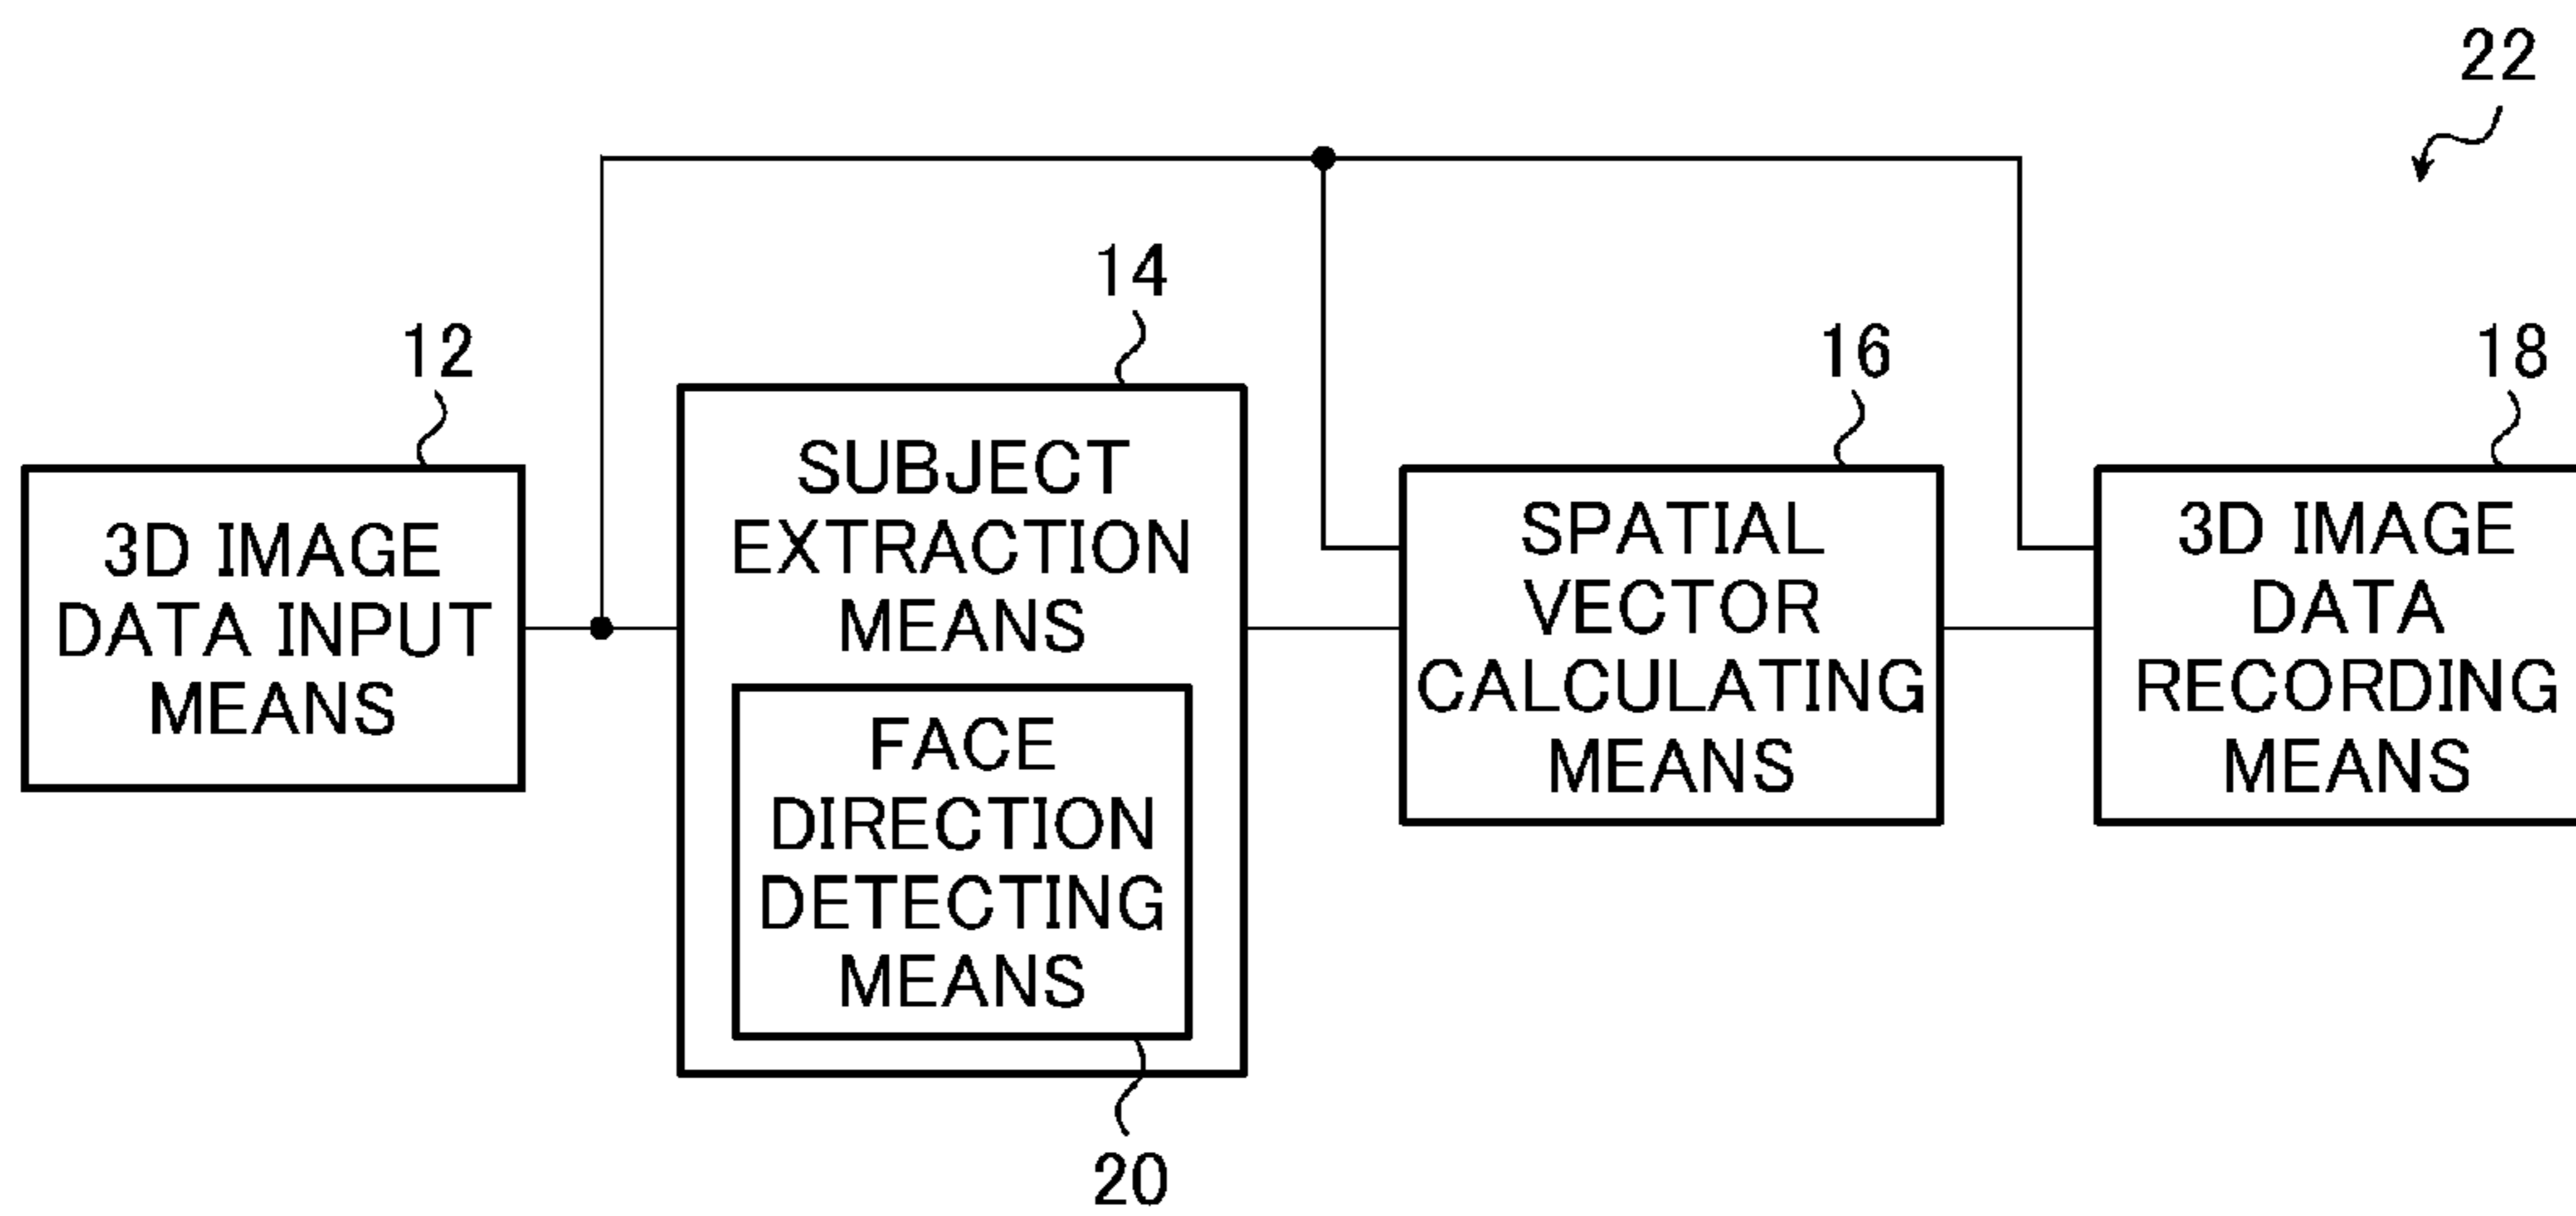 22
14
12
16
18
3D IMAGE
DATA INPUT
MEANS
SUBJECT
EXTRACTION
MEANS
FACE
DIRECTION
DETECTING
MEANS
20
SPATIAL
VECTOR
CALCULATING
MEANS
3D IMAGE
DATA
RECORDING
MEANS